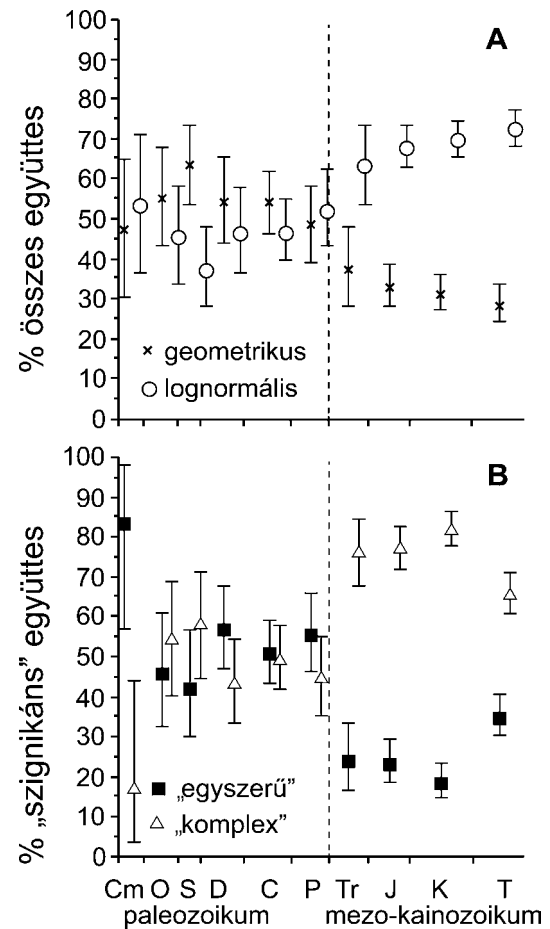 A
% összes együttes
100
90
80
70
60
50
40
30
20
10
0
geometrikus
lognormális
B
% „szignikáns” együttes
100
90
80
70
60
50
40
30
20
10
0
„egyszerű”
„komplex”
Cm O S D C P Tr J K T
paleozoikum mezo-kainozoikum